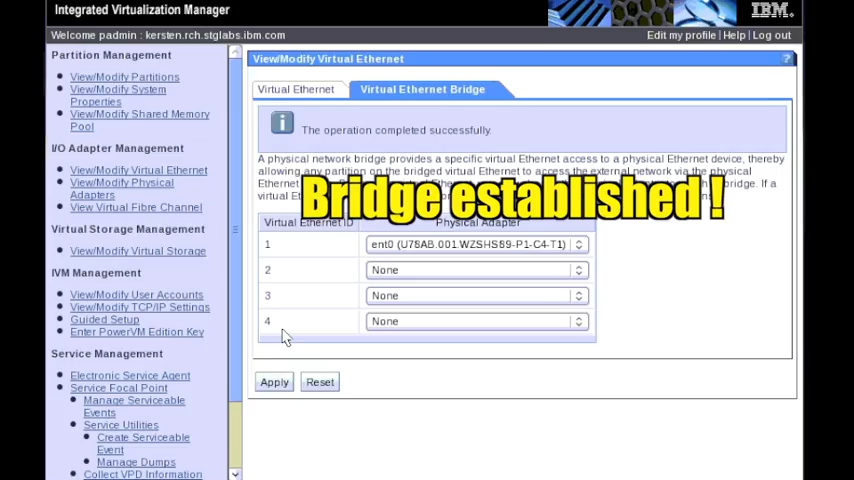 Integrated Virtualization Manager
IBM.
Welcome padmin : kersten.rch.stglabs.ibm.com
Edit my profile | Help | Log out
Partition Management
View/Modify Partitions
View/Modify System
Properties
View/Modify Shared Memory
Pool
I/O Adapter Management
View/Modify Virtual Ethernet
View/Modify Physical
Adapters
View Virtual Fibre Channel
Virtual Storage Management
View/Modify Virtual Storage
IVM Management
View/Modify User Accounts
View/Modify TCP/IP Settings
Guided Setup
Enter PowerVM Edition Key
Service Management
Electronic Service Agent
Service Focal Point
Manage Serviceable
Events
Service Utilities
Create Serviceable
Event
Manage Dumps
Collect VPD Information
View/Modify Virtual Ethernet
?
Virtual Ethernet
Virtual Ethernet Bridge
i
The operation completed successfully.
A physical network bridge provides a specific virtual Ethernet access to a physical Ethernet device, thereby
allowing any partition on the bridged virtual Ethernet to access the external network via the physical
Ethernet bridge. If a
virtual
Bridge established !
Virtual Ethernet ID
Physical Adapter
1
ent0 (U78AB.001.WZSHS89-P1-C4-T1)
2
None
3
None
4
None
Apply
Reset